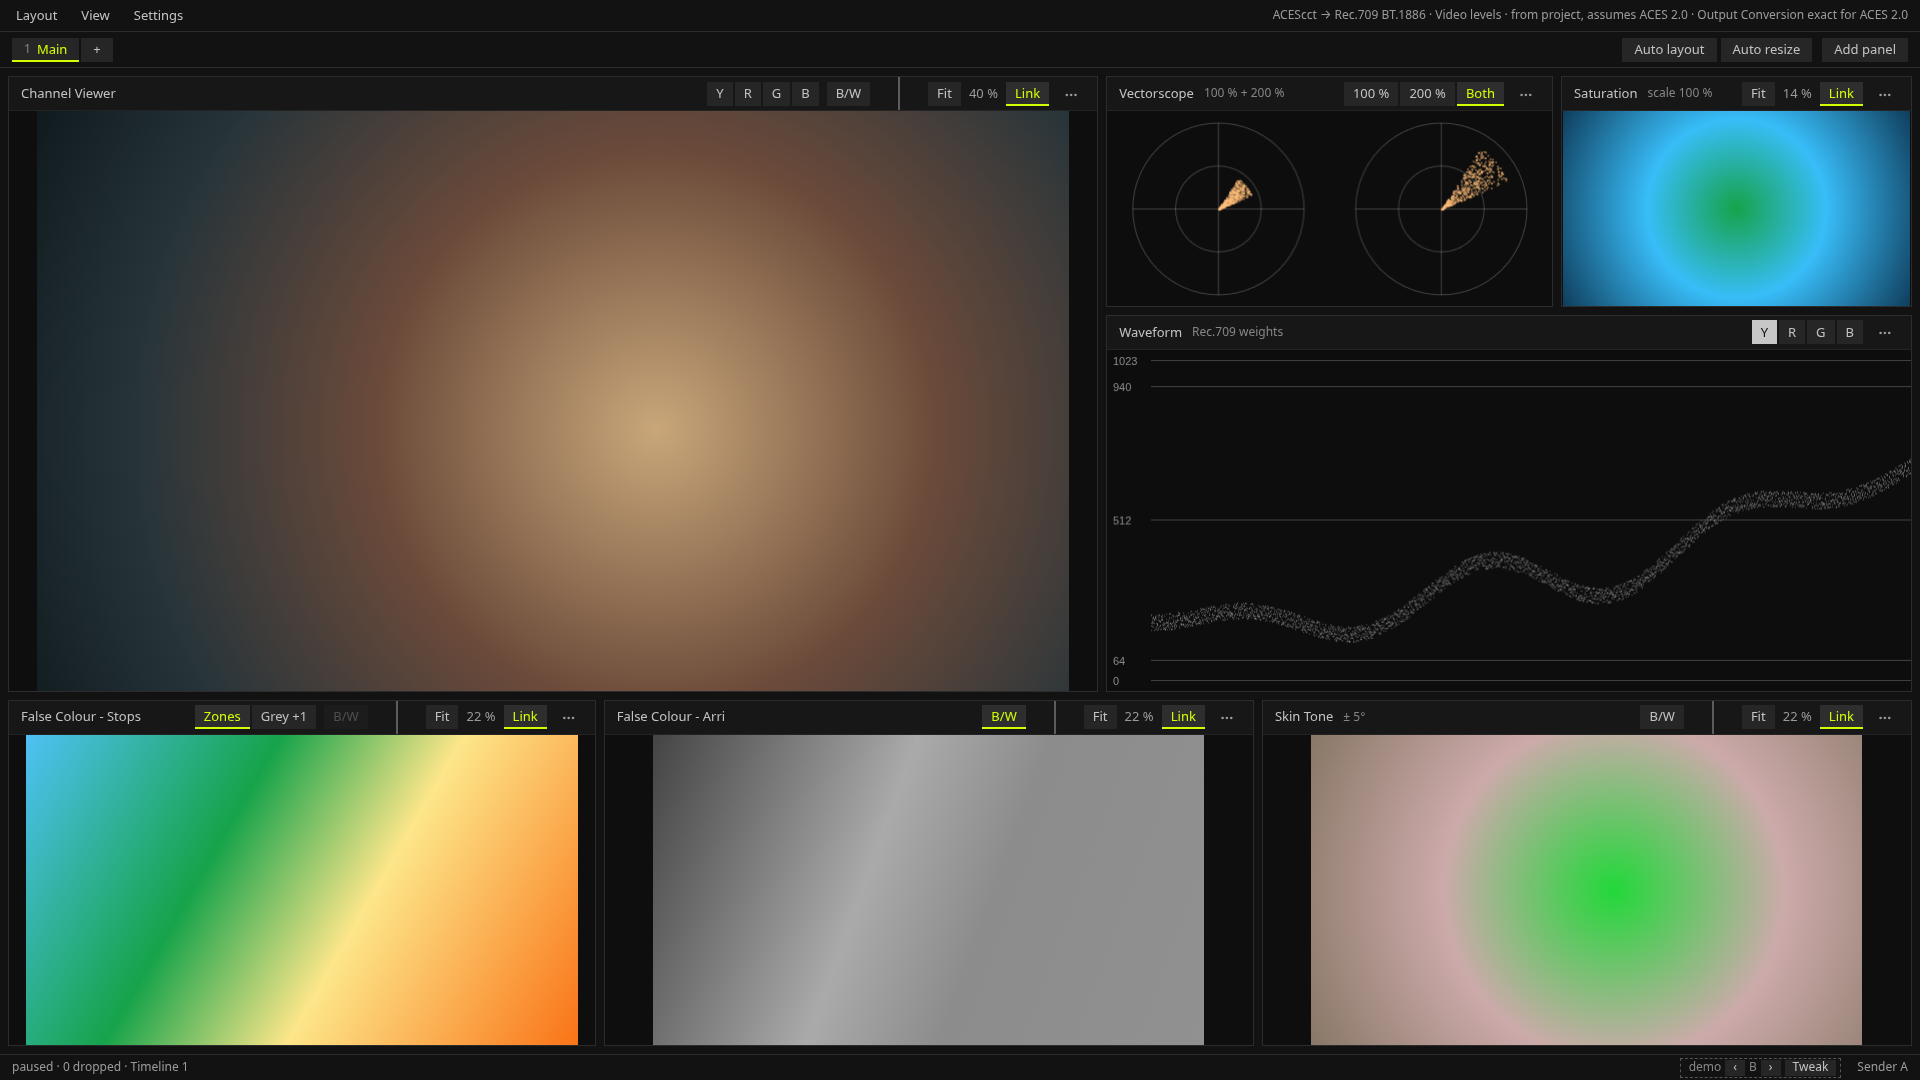 Layout View Settings ACEScct → Rec.709 BT.1886 · Video levels · from project, assumes ACES 2.0 · Output Conversion exact for ACES 2.0
1 Main + Auto layout Auto resize Add panel
Channel Viewer Y R G B B/W Fit 40 % Link ···
Vectorscope 100 % + 200 % 100 % 200 % Both ···
Saturation scale 100 % Fit 14 % Link ···
Waveform Rec.709 weights Y R G B ···
1023
940
512
64
0
False Colour - Stops Zones Grey +1 B/W Fit 22 % Link ···
False Colour - Arri B/W Fit 22 % Link ···
Skin Tone ± 5° B/W Fit 22 % Link ···
paused · 0 dropped · Timeline 1 demo ‹ B › Tweak Sender A